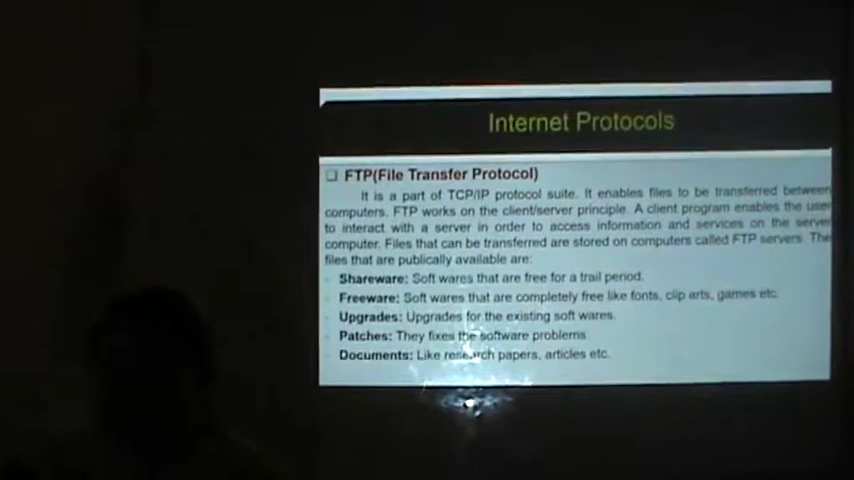 Internet Protocols
❑ FTP(File Transfer Protocol)
It is a part of TCP/IP protocol suite. It enables files to be transferred between
computers. FTP works on the client/server principle. A client program enables the user
to interact with a server in order to access information and services on the server
computer. Files that can be transferred are stored on computers called FTP servers. The
files that are publically available are:
Shareware: Soft wares that are free for a trail period.
Freeware: Soft wares that are completely free like fonts, clip arts, games etc.
Upgrades: Upgrades for the existing soft wares.
Patches: They fixes the software problems
Documents: Like research papers, articles etc.